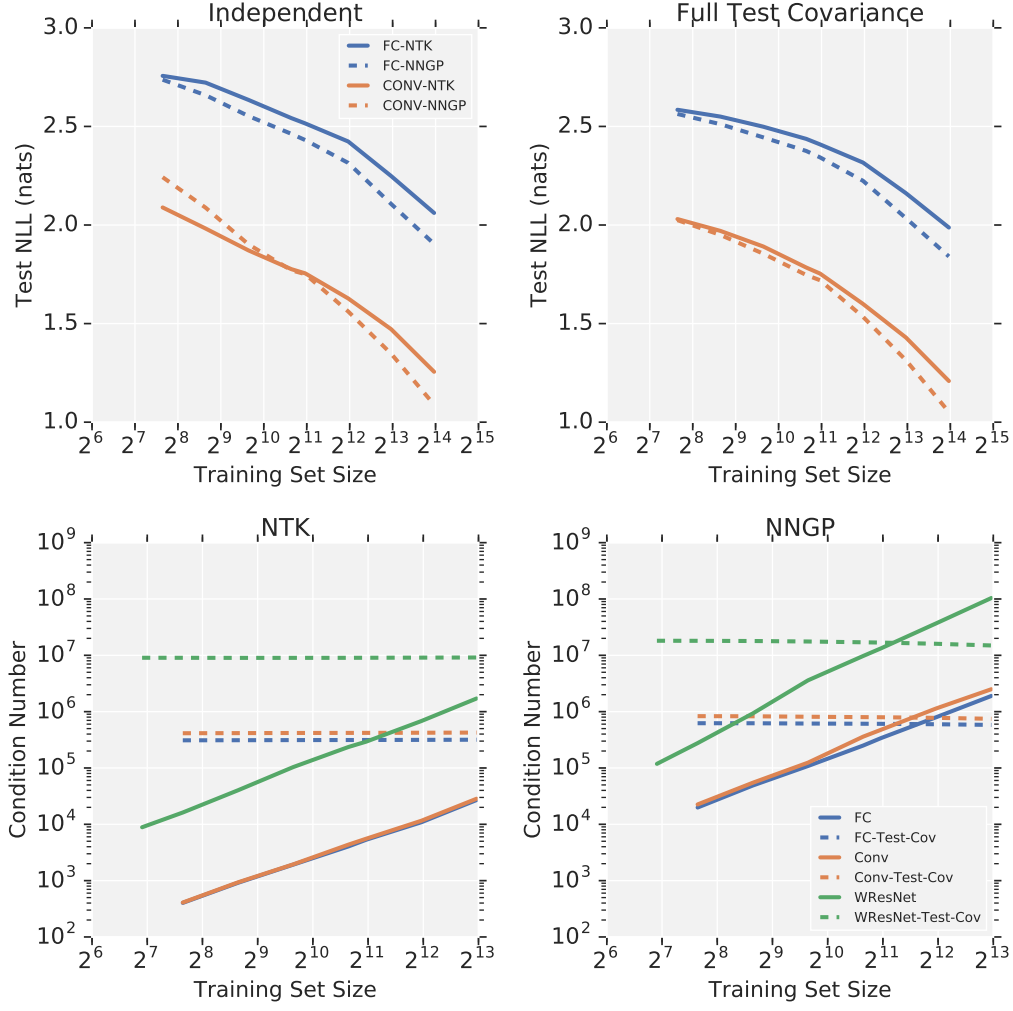 Independent
3.0
2.5
2.0
1.5
1.0
Test NLL (nats)
FC-NTK
FC-NNGP
CONV-NTK
CONV-NNGP
2^6 2^7 2^8 2^9 2^10 2^11 2^12 2^13 2^14 2^15
Training Set Size
Full Test Covariance
3.0
2.5
2.0
1.5
1.0
Test NLL (nats)
2^6 2^7 2^8 2^9 2^10 2^11 2^12 2^13 2^14 2^15
Training Set Size
NTK
10^9
10^8
10^7
10^6
10^5
10^4
10^3
10^2
Condition Number
2^6 2^7 2^8 2^9 2^10 2^11 2^12 2^13
Training Set Size
NNGP
10^9
10^8
10^7
10^6
10^5
10^4
10^3
10^2
Condition Number
FC
FC-Test-Cov
Conv
Conv-Test-Cov
WResNet
WResNet-Test-Cov
2^6 2^7 2^8 2^9 2^10 2^11 2^12 2^13
Training Set Size